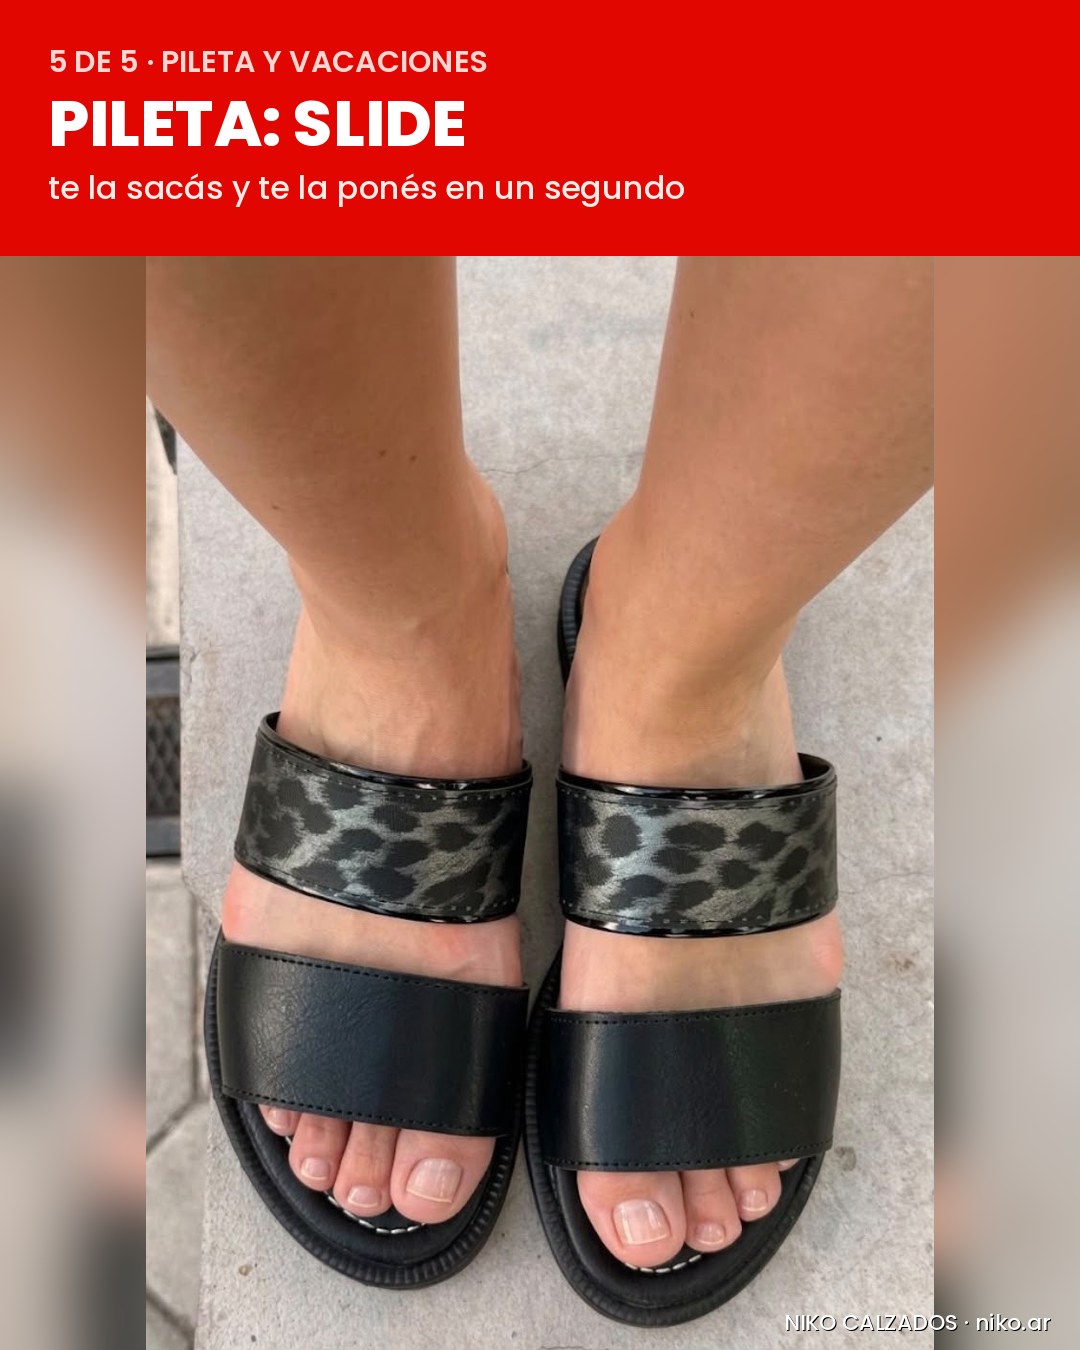 5 DE 5 · PILETA Y VACACIONES
PILETA: SLIDE
te la sacás y te la ponés en un segundo
NIKO CALZADOS · niko.ar